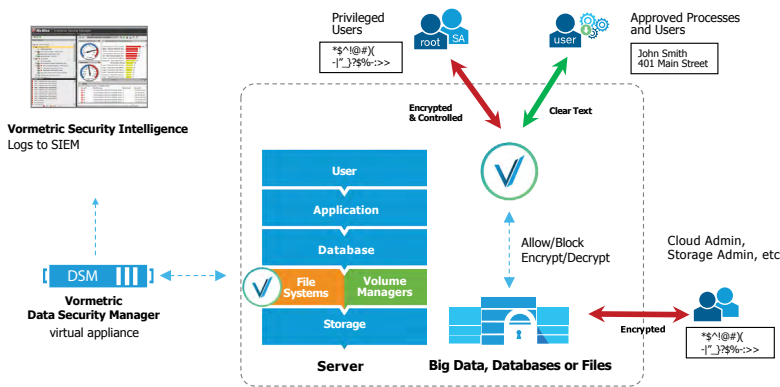 Privileged
Users
root
SA
*$^!@#)(
-|"_}?$%-:>>
Approved Processes
and Users
user
John Smith
401 Main Street
Encrypted
& Controlled
Clear Text
Vormetric Security Intelligence
Logs to SIEM
DSM
Vormetric
Data Security Manager
virtual appliance
User
Application
Database
File
Systems
Volume
Managers
Storage
Server
Allow/Block
Encrypt/Decrypt
Big Data, Databases or Files
Encrypted
Cloud Admin,
Storage Admin, etc
*$^!@#)(
-|"_}?$%-:>>